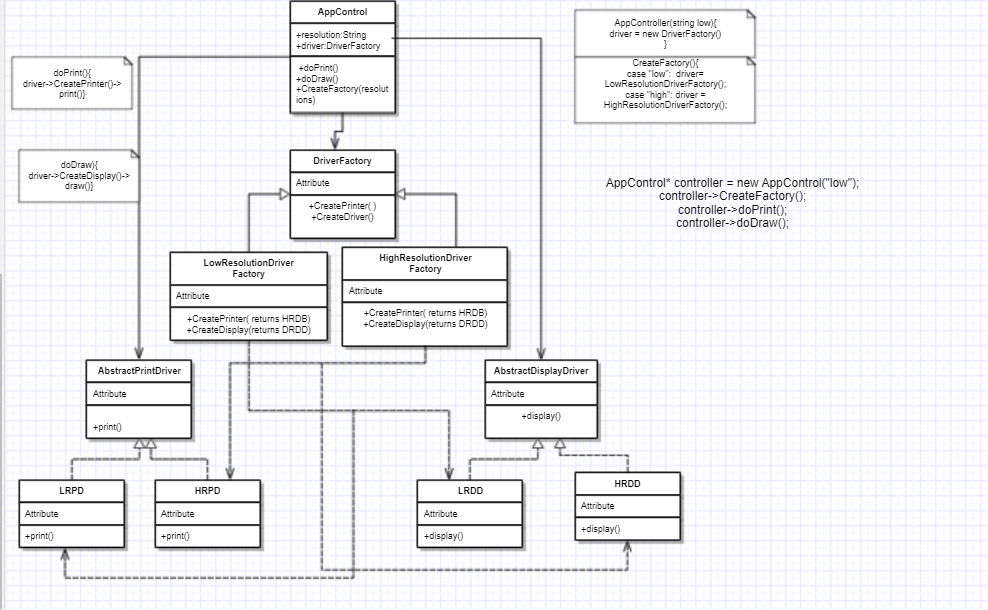 AppControl
+resolution:String
+driver:DriverFactory
+doPrint()
+doDraw()
+CreateFactory(resolut
ions)
AppController(string low){
driver = new DriverFactory()
}
CreateFactory(){
case "low": driver=
LowResolutionDriverFactory();
case "high": driver =
HighResolutionDriverFactory();
doPrint(){
driver->CreatePrinter()->
print()}
doDraw){
driver->CreateDisplay()->
draw()}
DriverFactory
Attribute
+CreatePrinter( )
+CreateDriver()
AppControl* controller = new AppControl("low");
controller->CreateFactory();
controller->doPrint();
controller->doDraw();
LowResolutionDriver
Factory
Attribute
+CreatePrinter( returns HRDB)
+CreateDisplay(returns DRDD)
HighResolutionDriver
Factory
Attribute
+CreatePrinter( returns HRDB)
+CreateDisplay(returns DRDD)
AbstractPrintDriver
Attribute
+print()
AbstractDisplayDriver
Attribute
+display()
LRPD
Attribute
+print()
HRPD
Attribute
+print()
LRDD
Attribute
+display()
HRDD
Attribute
+display()